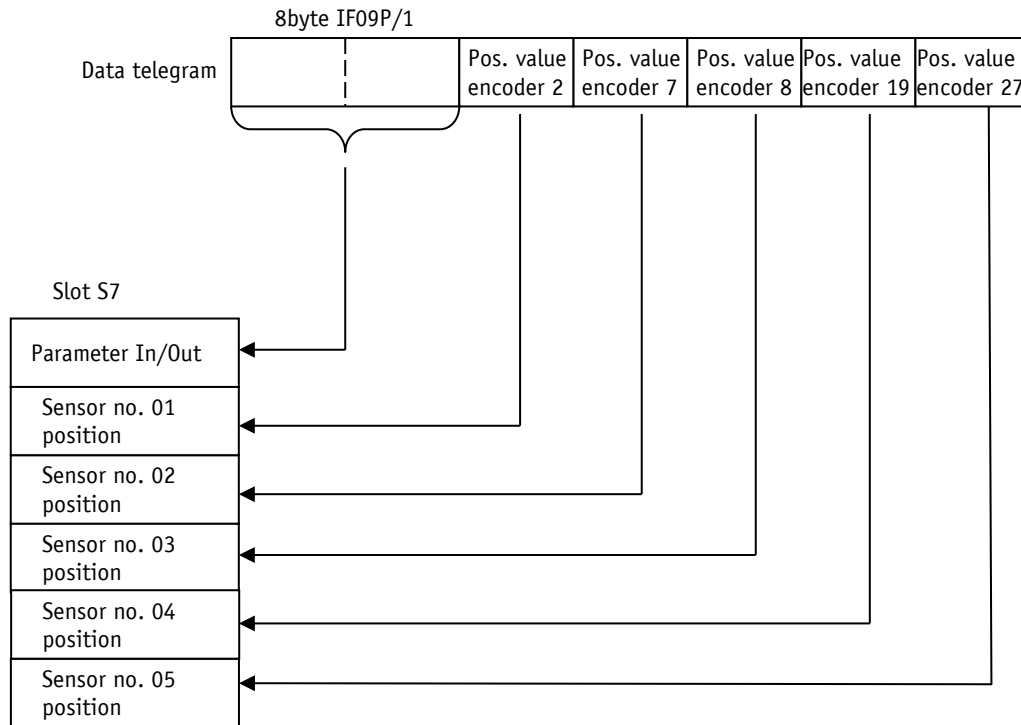 8byte IF09P/1
Data telegram
Pos. value
encoder 2
Pos. value
encoder 7
Pos. value
encoder 8
Pos. value
encoder 19
Pos. value
encoder 27
Slot S7
Parameter In/Out
Sensor no. 01
position
Sensor no. 02
position
Sensor no. 03
position
Sensor no. 04
position
Sensor no. 05
position